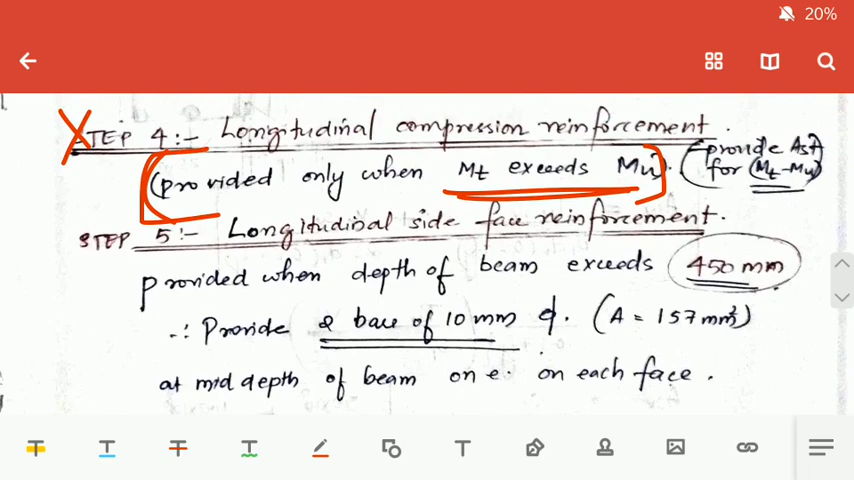 20%
STEP 4:- Longitudinal compression reinforcement.
(provided only when Mt exceeds Mu). (provide Ast for (Mt-Mu))
STEP 5:- Longitudinal side face reinforcement.
provided when depth of beam exceeds 450 mm
∴ Provide 2 bars of 10 mm ϕ. (A = 157 mm²)
at mid depth of beam on e. on each face.
T T T T T